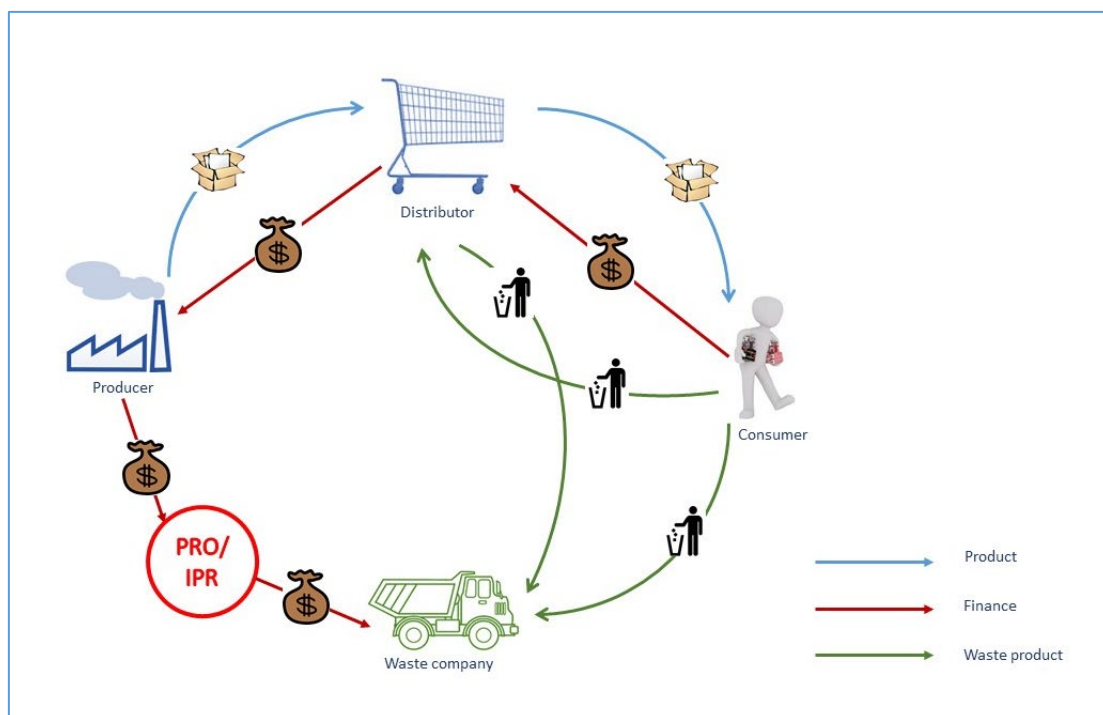 Distributor
Producer
Consumer
PRO/
IPR
Waste company
Product
Finance
Waste product
$
$
$
$